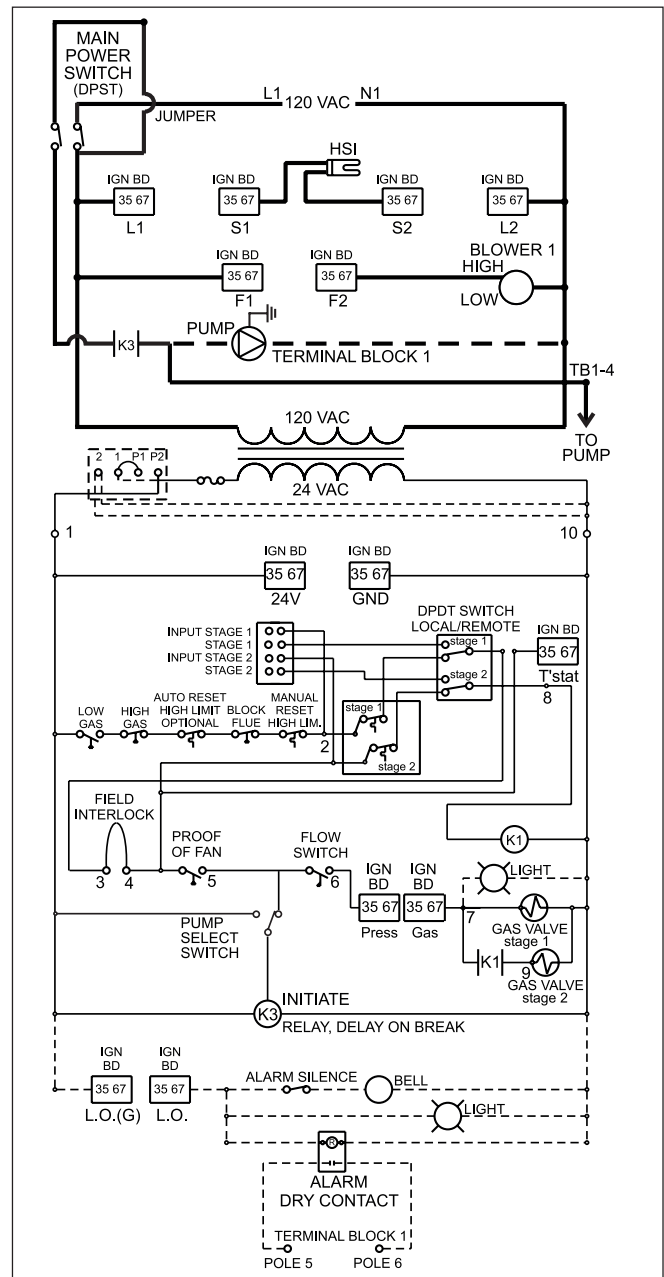 MAIN
POWER
SWITCH
(DPST)
L1 120 VAC N1
JUMPER
HSI
IGN BD
35 67
L1
IGN BD
35 67
S1
IGN BD
35 67
S2
IGN BD
35 67
L2
IGN BD
35 67
F1
IGN BD
35 67
F2
BLOWER 1
HIGH
LOW
K3
PUMP
TERMINAL BLOCK 1
TB1-4
TO
PUMP
120 VAC
2 1 P1 P2
24 VAC
1
10
IGN BD
35 67
24V
IGN BD
35 67
GND
DPDT SWITCH
LOCAL/REMOTE
stage 1
stage 2
IGN BD
35 67
T'stat
8
INPUT STAGE 1
STAGE 1
INPUT STAGE 2
STAGE 2
LOW
GAS
HIGH
GAS
AUTO RESET
HIGH LIMIT
OPTIONAL
BLOCK
FLUE
MANUAL
RESET
HIGH LIM.
2
stage 1
stage 2
K1
FIELD
INTERLOCK
3 4
PROOF
OF FAN
5
FLOW
SWITCH
6
IGN
BD
35 67
Press
IGN
BD
35 67
Gas
LIGHT
7
GAS VALVE
stage 1
K1
9
GAS VALVE
stage 2
PUMP
SELECT
SWITCH
K3
INITIATE
RELAY, DELAY ON BREAK
IGN
BD
35 67
L.O.(G)
IGN
BD
35 67
L.O.
ALARM SILENCE
BELL
LIGHT
R
ALARM
DRY CONTACT
TERMINAL BLOCK 1
POLE 5
POLE 6